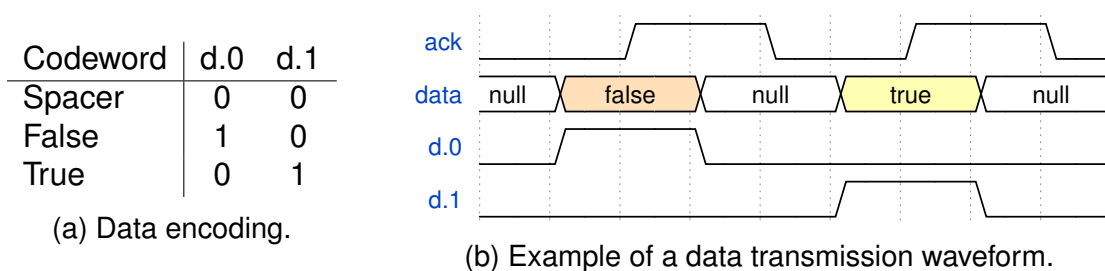 Codeword d.0 d.1
Spacer 0 0
False 1 0
True 0 1
(a) Data encoding.
ack
data null false null true null
d.0
d.1
(b) Example of a data transmission waveform.